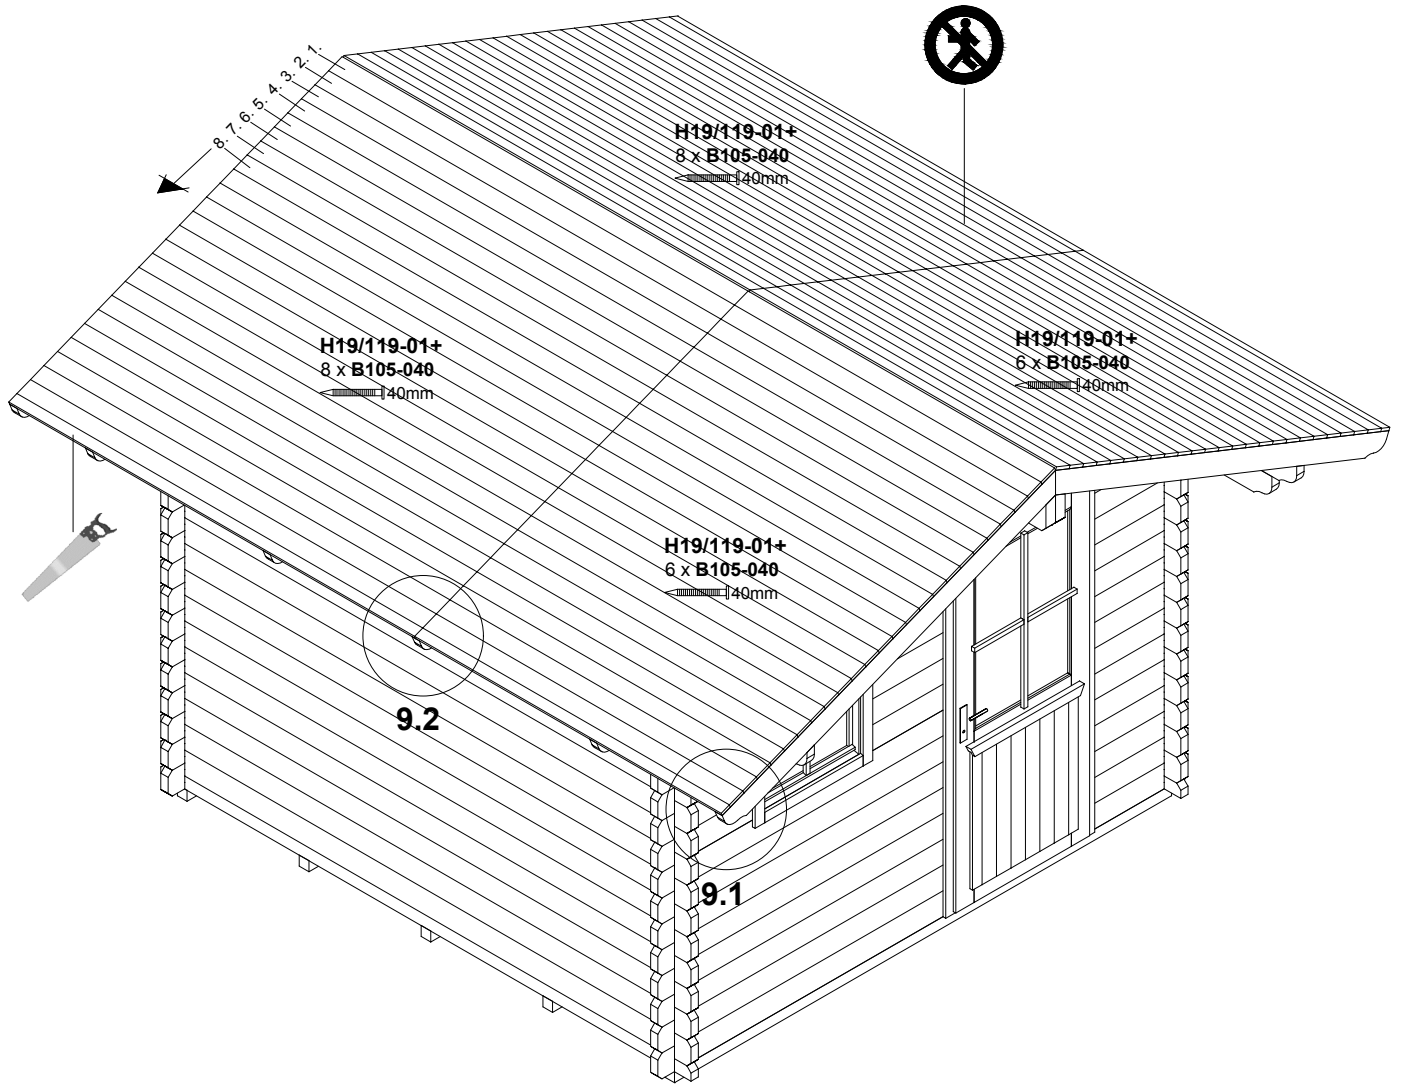 8. 7. 6. 5. 4. 3. 2. 1.
H19/119-01+
8 x B105-040
40mm
H19/119-01+
8 x B105-040
40mm
H19/119-01+
6 x B105-040
40mm
H19/119-01+
6 x B105-040
40mm
9.2
9.1